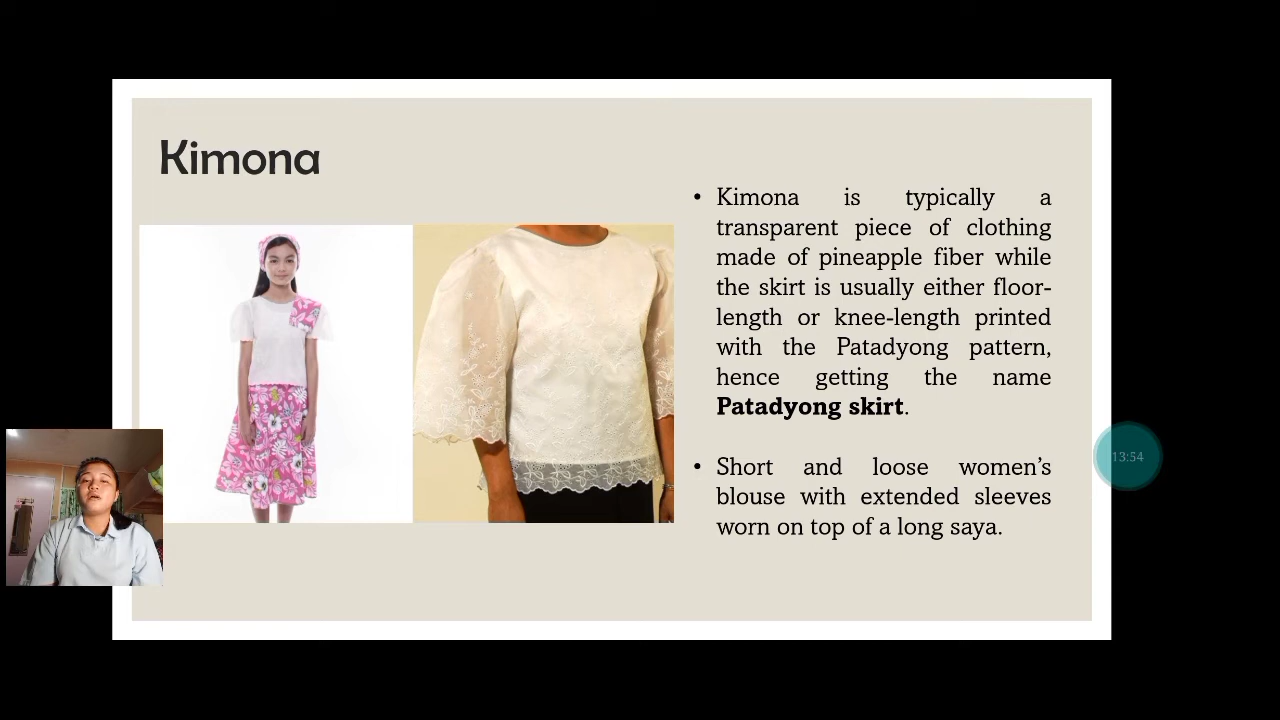 Kimona
• Kimona is typically a
transparent piece of clothing
made of pineapple fiber while
the skirt is usually either floor-
length or knee-length printed
with the Patadyong pattern,
hence getting the name
Patadyong skirt.
• Short and loose women’s
blouse with extended sleeves
worn on top of a long saya.
13:54